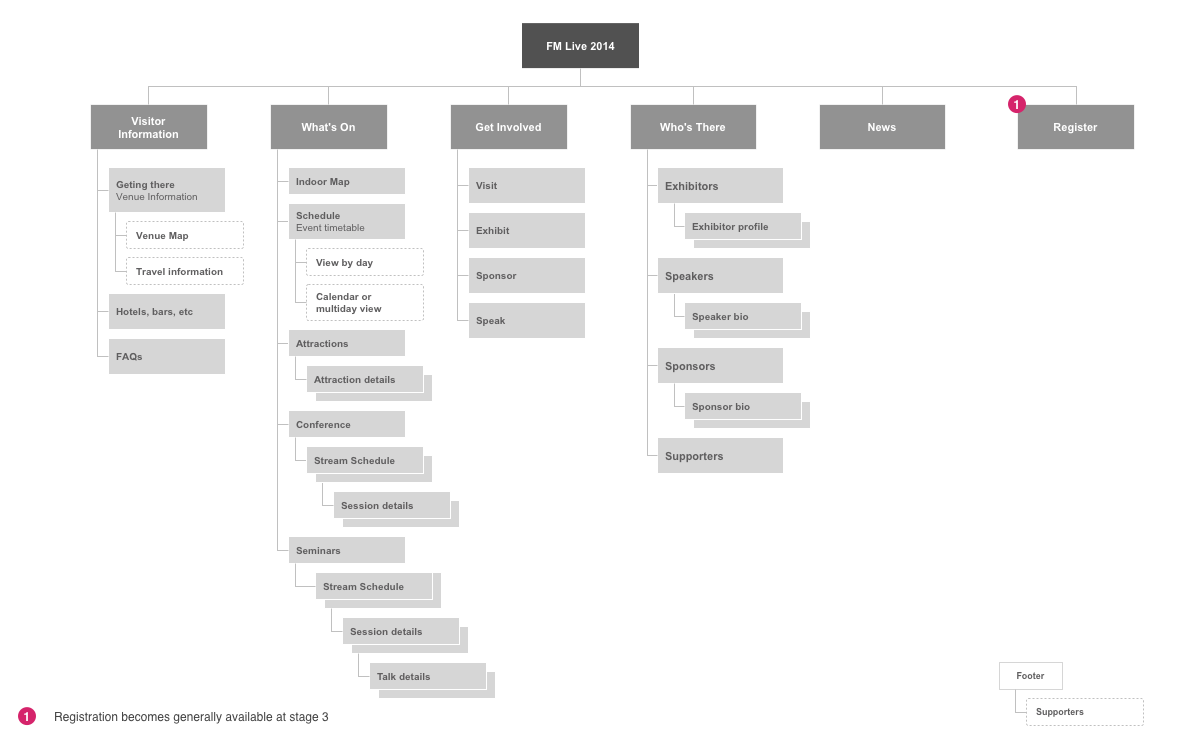 FM Live 2014
Visitor
Information
What's On
Get Involved
Who's There
News
1
Register
Geting there
Venue Information
Venue Map
Travel information
Hotels, bars, etc
FAQs
Indoor Map
Schedule
Event timetable
View by day
Calendar or
multiday view
Attractions
Attraction details
Conference
Stream Schedule
Session details
Seminars
Stream Schedule
Session details
Talk details
Visit
Exhibit
Sponsor
Speak
Exhibitors
Exhibitor profile
Speakers
Speaker bio
Sponsors
Sponsor bio
Supporters
Footer
Supporters
1 Registration becomes generally available at stage 3